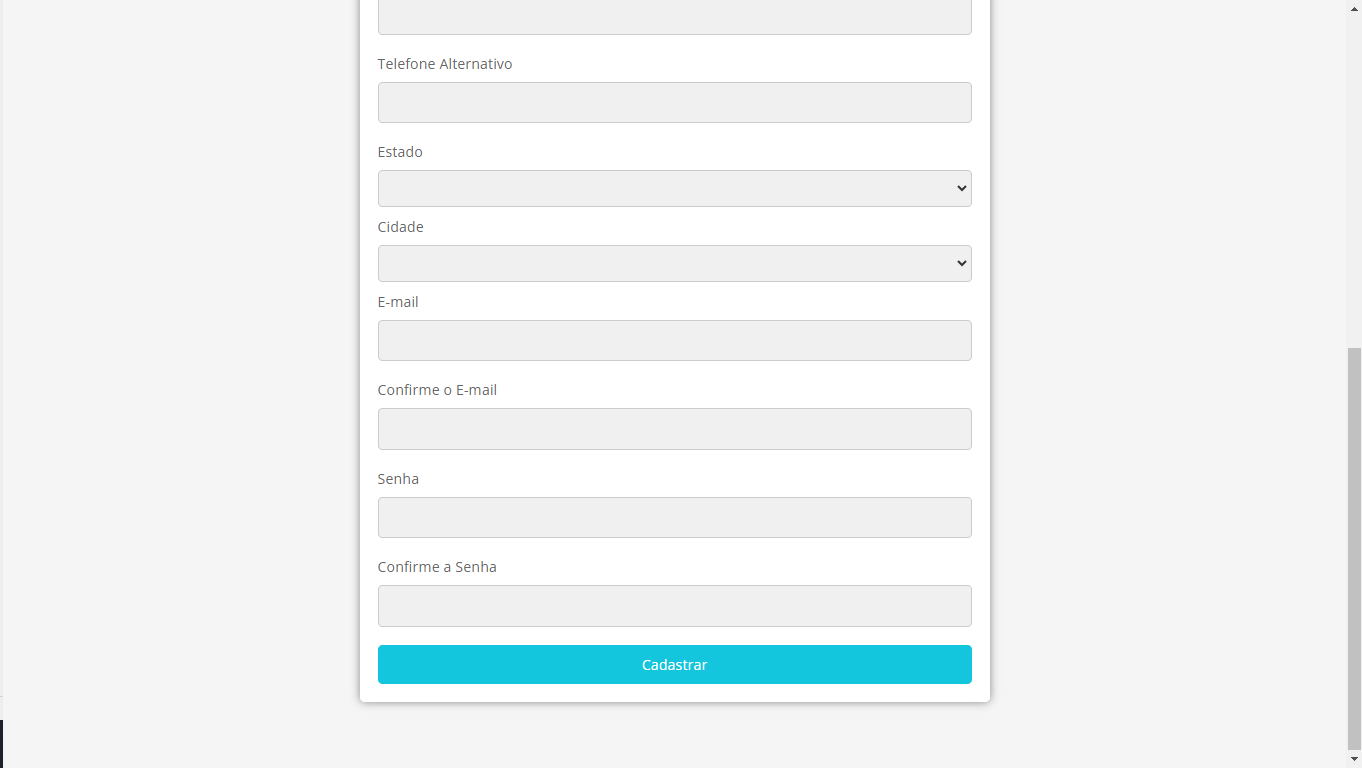 Telefone Alternativo
Estado
Cidade
E-mail
Confirme o E-mail
Senha
Confirme a Senha
Cadastrar